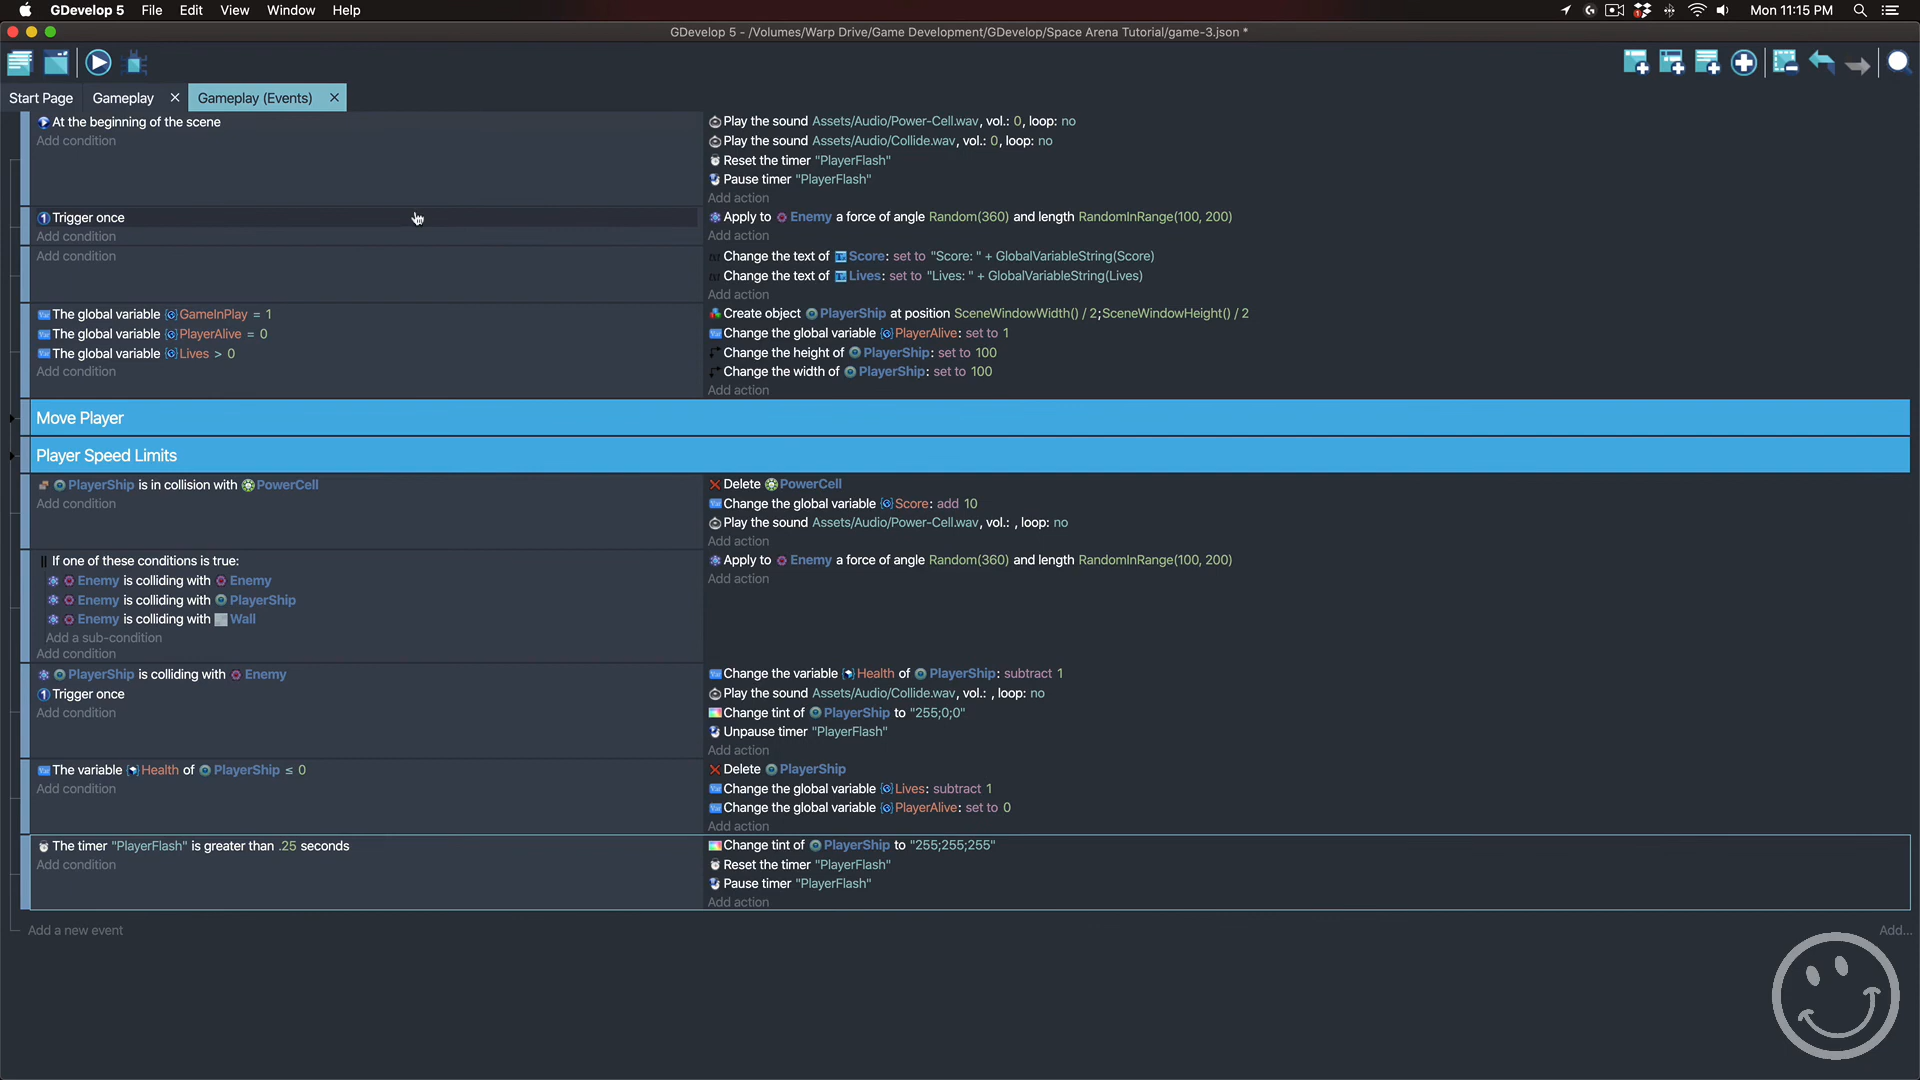 GDevelop 5 File Edit View Window Help Mon 11:15 PM
GDevelop 5 - /Volumes/Warp Drive/Game Development/GDevelop/Space Arena Tutorial/game-3.json *
Start Page Gameplay × Gameplay (Events) ×
At the beginning of the scene
Add condition
Play the sound Assets/Audio/Power-Cell.wav, vol.: 0, loop: no
Play the sound Assets/Audio/Collide.wav, vol.: 0, loop: no
Reset the timer "PlayerFlash"
Pause timer "PlayerFlash"
Add action
Trigger once
Add condition
Apply to Enemy a force of angle Random(360) and length RandomInRange(100, 200)
Add action
Add condition
Change the text of Score: set to "Score: " + GlobalVariableString(Score)
Change the text of Lives: set to "Lives: " + GlobalVariableString(Lives)
Add action
The global variable GameInPlay = 1
The global variable PlayerAlive = 0
The global variable Lives > 0
Add condition
Create object PlayerShip at position SceneWindowWidth() / 2;SceneWindowHeight() / 2
Change the global variable PlayerAlive: set to 1
Change the height of PlayerShip: set to 100
Change the width of PlayerShip: set to 100
Add action
Move Player
Player Speed Limits
PlayerShip is in collision with PowerCell
Add condition
Delete PowerCell
Change the global variable Score: add 10
Play the sound Assets/Audio/Power-Cell.wav, vol.: , loop: no
Add action
If one of these conditions is true:
Enemy is colliding with Enemy
Enemy is colliding with PlayerShip
Enemy is colliding with Wall
Add a sub-condition
Add condition
Apply to Enemy a force of angle Random(360) and length RandomInRange(100, 200)
Add action
PlayerShip is colliding with Enemy
Trigger once
Add condition
Change the variable Health of PlayerShip: subtract 1
Play the sound Assets/Audio/Collide.wav, vol.: , loop: no
Change tint of PlayerShip to "255;0;0"
Unpause timer "PlayerFlash"
Add action
The variable Health of PlayerShip ≤ 0
Add condition
Delete PlayerShip
Change the global variable Lives: subtract 1
Change the global variable PlayerAlive: set to 0
Add action
The timer "PlayerFlash" is greater than .25 seconds
Add condition
Change tint of PlayerShip to "255;255;255"
Reset the timer "PlayerFlash"
Pause timer "PlayerFlash"
Add action
Add a new event Add...